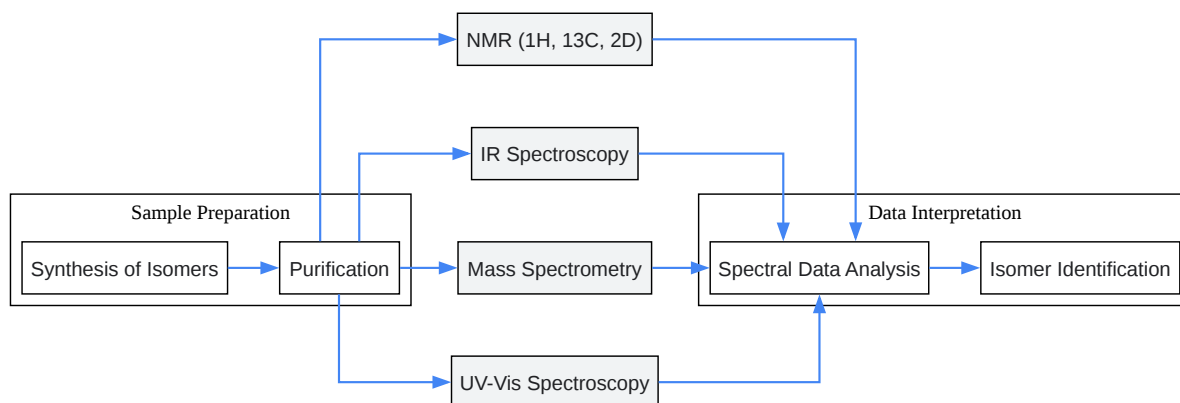 NMR (1H, 13C, 2D)
IR Spectroscopy
Sample Preparation
Data Interpretation
Synthesis of Isomers
Purification
Mass Spectrometry
Spectral Data Analysis
Isomer Identification
UV-Vis Spectroscopy